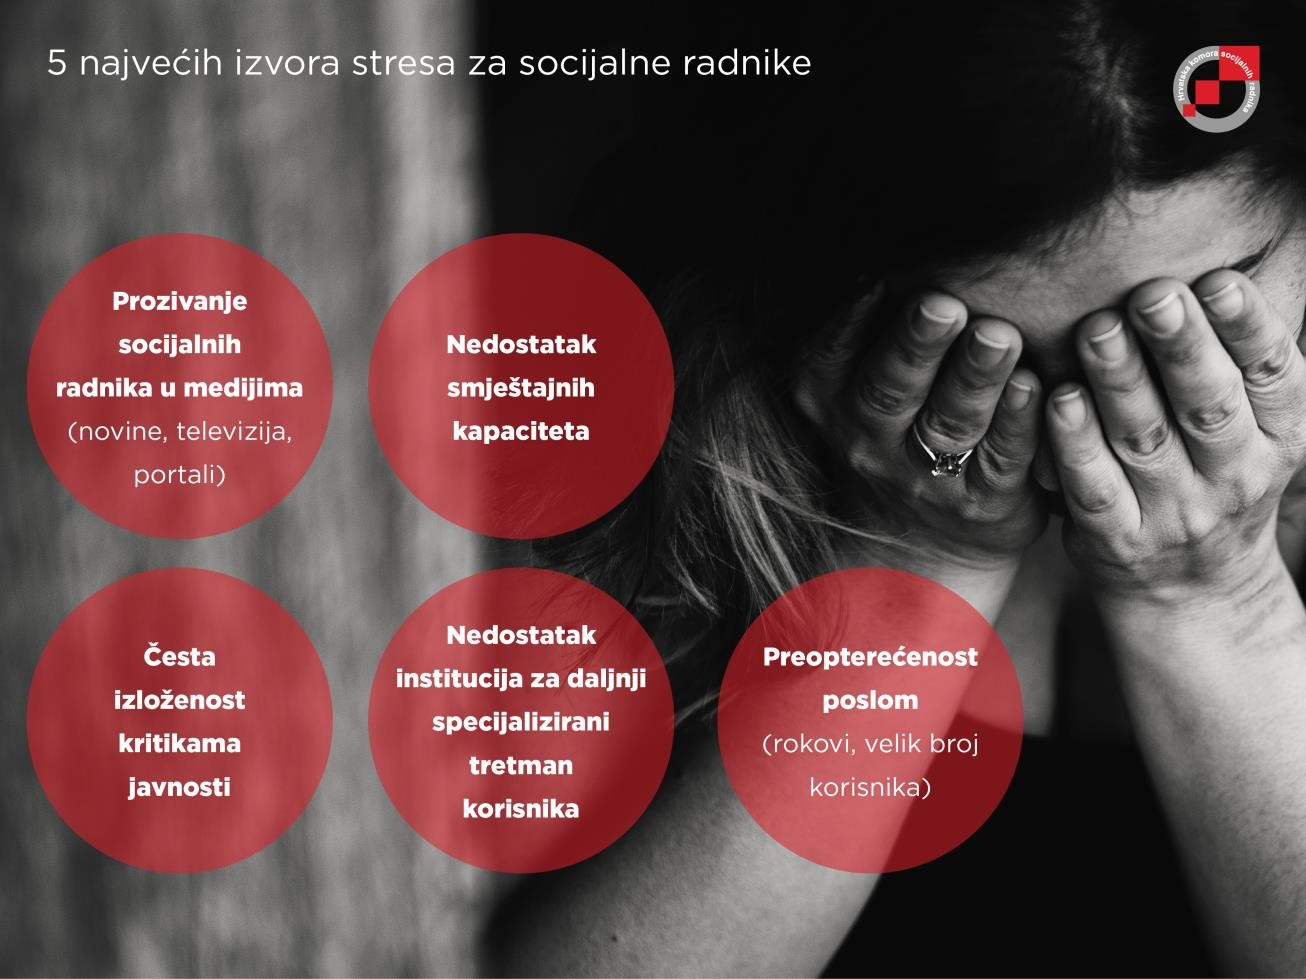 5 najvećih izvora stresa za socijalne radnike
Hrvatska komora socijalnih radnika
Prozivanje
socijalnih
radnika u medijima
(novine, televizija,
portali)
Nedostatak
smještajnih
kapaciteta
Česta
izloženost
kritikama
javnosti
Nedostatak
institucija za daljnji
specijalizirani
tretman
korisnika
Preopterećenost
poslom
(rokovi, velik broj
korisnika)